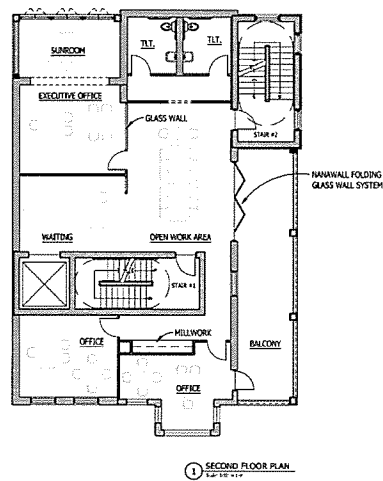 SUNROOM
TLT.
TLT.
EXECUTIVE OFFICE
GLASS WALL
STAIR #2
NANAWALL FOLDING
GLASS WALL SYSTEM
WAITING
OPEN WORK AREA
STAIR #1
MILLWORK
OFFICE
BALCONY
OFFICE
1
SECOND FLOOR PLAN